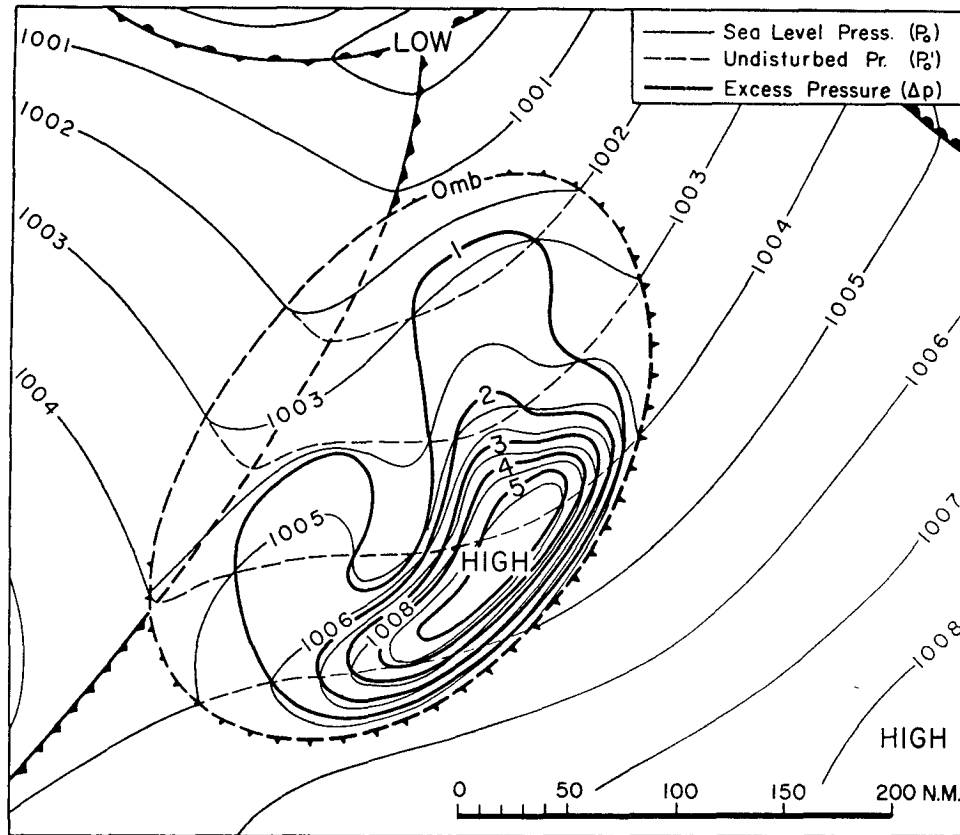 Sea Level Press. (P₀)
Undisturbed Pr. (P₀')
Excess Pressure (Δp)
LOW
1001
1001
1002
1002
0mb
1003
1
1003
1004
1004
1003
1005
2
1006
3
4
5
1005
HIGH
1007
1006
1008
1008
HIGH
0 50 100 150 200 N.M.